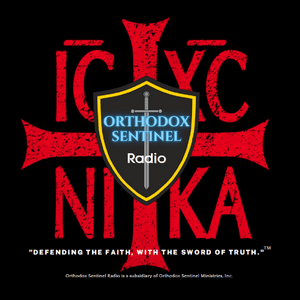 IC XC
ORTHODOX
SENTINEL
Radio
NI KA
"DEFENDING THE FAITH, WITH THE SWORD OF TRUTH."™
Orthodox Sentinel Radio is a susbdiary of Orthodox Sentinel Ministries, Inc.